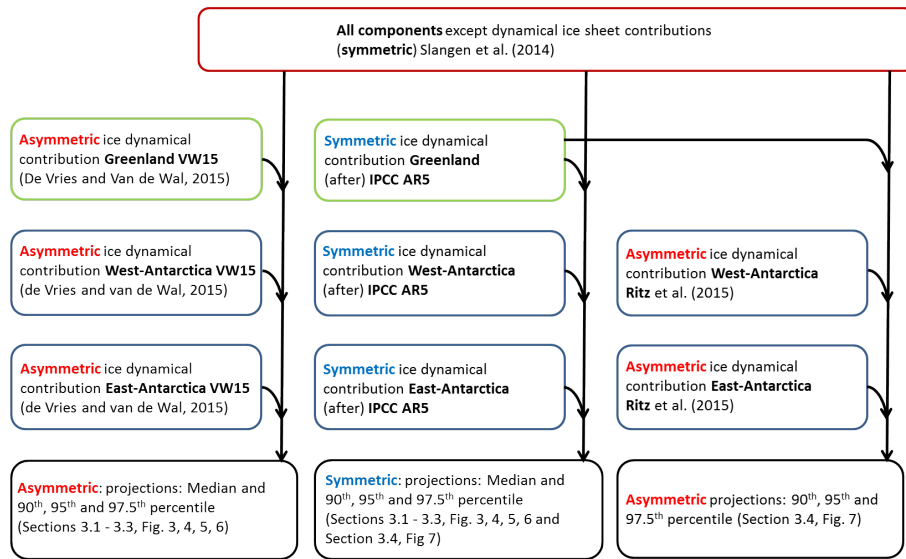 All components except dynamical ice sheet contributions
(symmetric) Slangen et al. (2014)
Asymmetric ice dynamical
contribution Greenland VW15
(De Vries and Van de Wal, 2015)
Symmetric ice dynamical
contribution Greenland
(after) IPCC AR5
Asymmetric ice dynamical
contribution West-Antarctica VW15
(de Vries and van de Wal, 2015)
Symmetric ice dynamical
contribution West-Antarctica
(after) IPCC AR5
Asymmetric ice dynamical
contribution West-Antarctica
Ritz et al. (2015)
Asymmetric ice dynamical
contribution East-Antarctica VW15
(de Vries and van de Wal, 2015)
Symmetric ice dynamical
contribution East-Antarctica
(after) IPCC AR5
Asymmetric ice dynamical
contribution East-Antarctica
Ritz et al. (2015)
Asymmetric: projections: Median and
90th, 95th and 97.5th percentile
(Sections 3.1 - 3.3, Fig. 3, 4, 5, 6)
Symmetric: projections: Median and
90th, 95th and 97.5th percentile
(Sections 3.1 - 3.3, Fig. 3, 4, 5, 6 and
Section 3.4, Fig 7)
Asymmetric projections: 90th, 95th and
97.5th percentile (Section 3.4, Fig. 7)